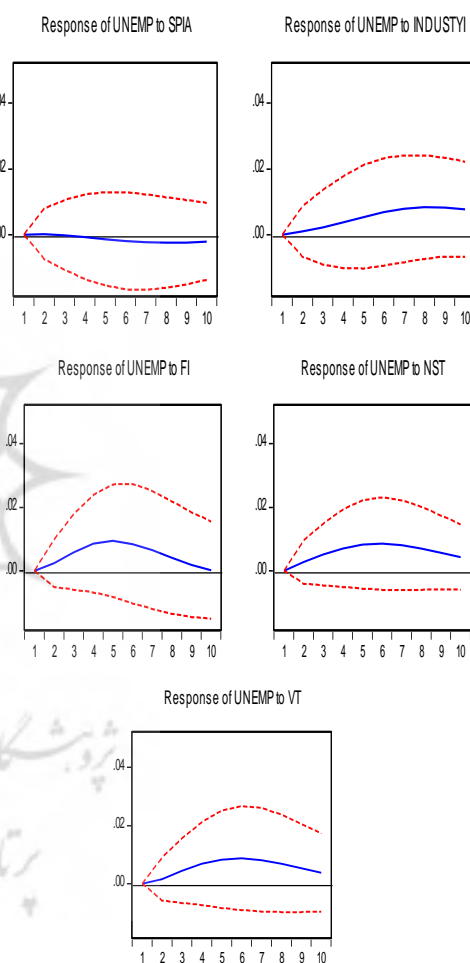 Response of UNEMP to SPIA
Response of UNEMP to INDUSTYI
.04
.02
.00
1 2 3 4 5 6 7 8 9 10
.04
.02
.00
1 2 3 4 5 6 7 8 9 10
Response of UNEMP to FI
Response of UNEMP to NST
.04
.02
.00
1 2 3 4 5 6 7 8 9 10
.04
.02
.00
1 2 3 4 5 6 7 8 9 10
Response of UNEMP to VT
.04
.02
.00
1 2 3 4 5 6 7 8 9 10